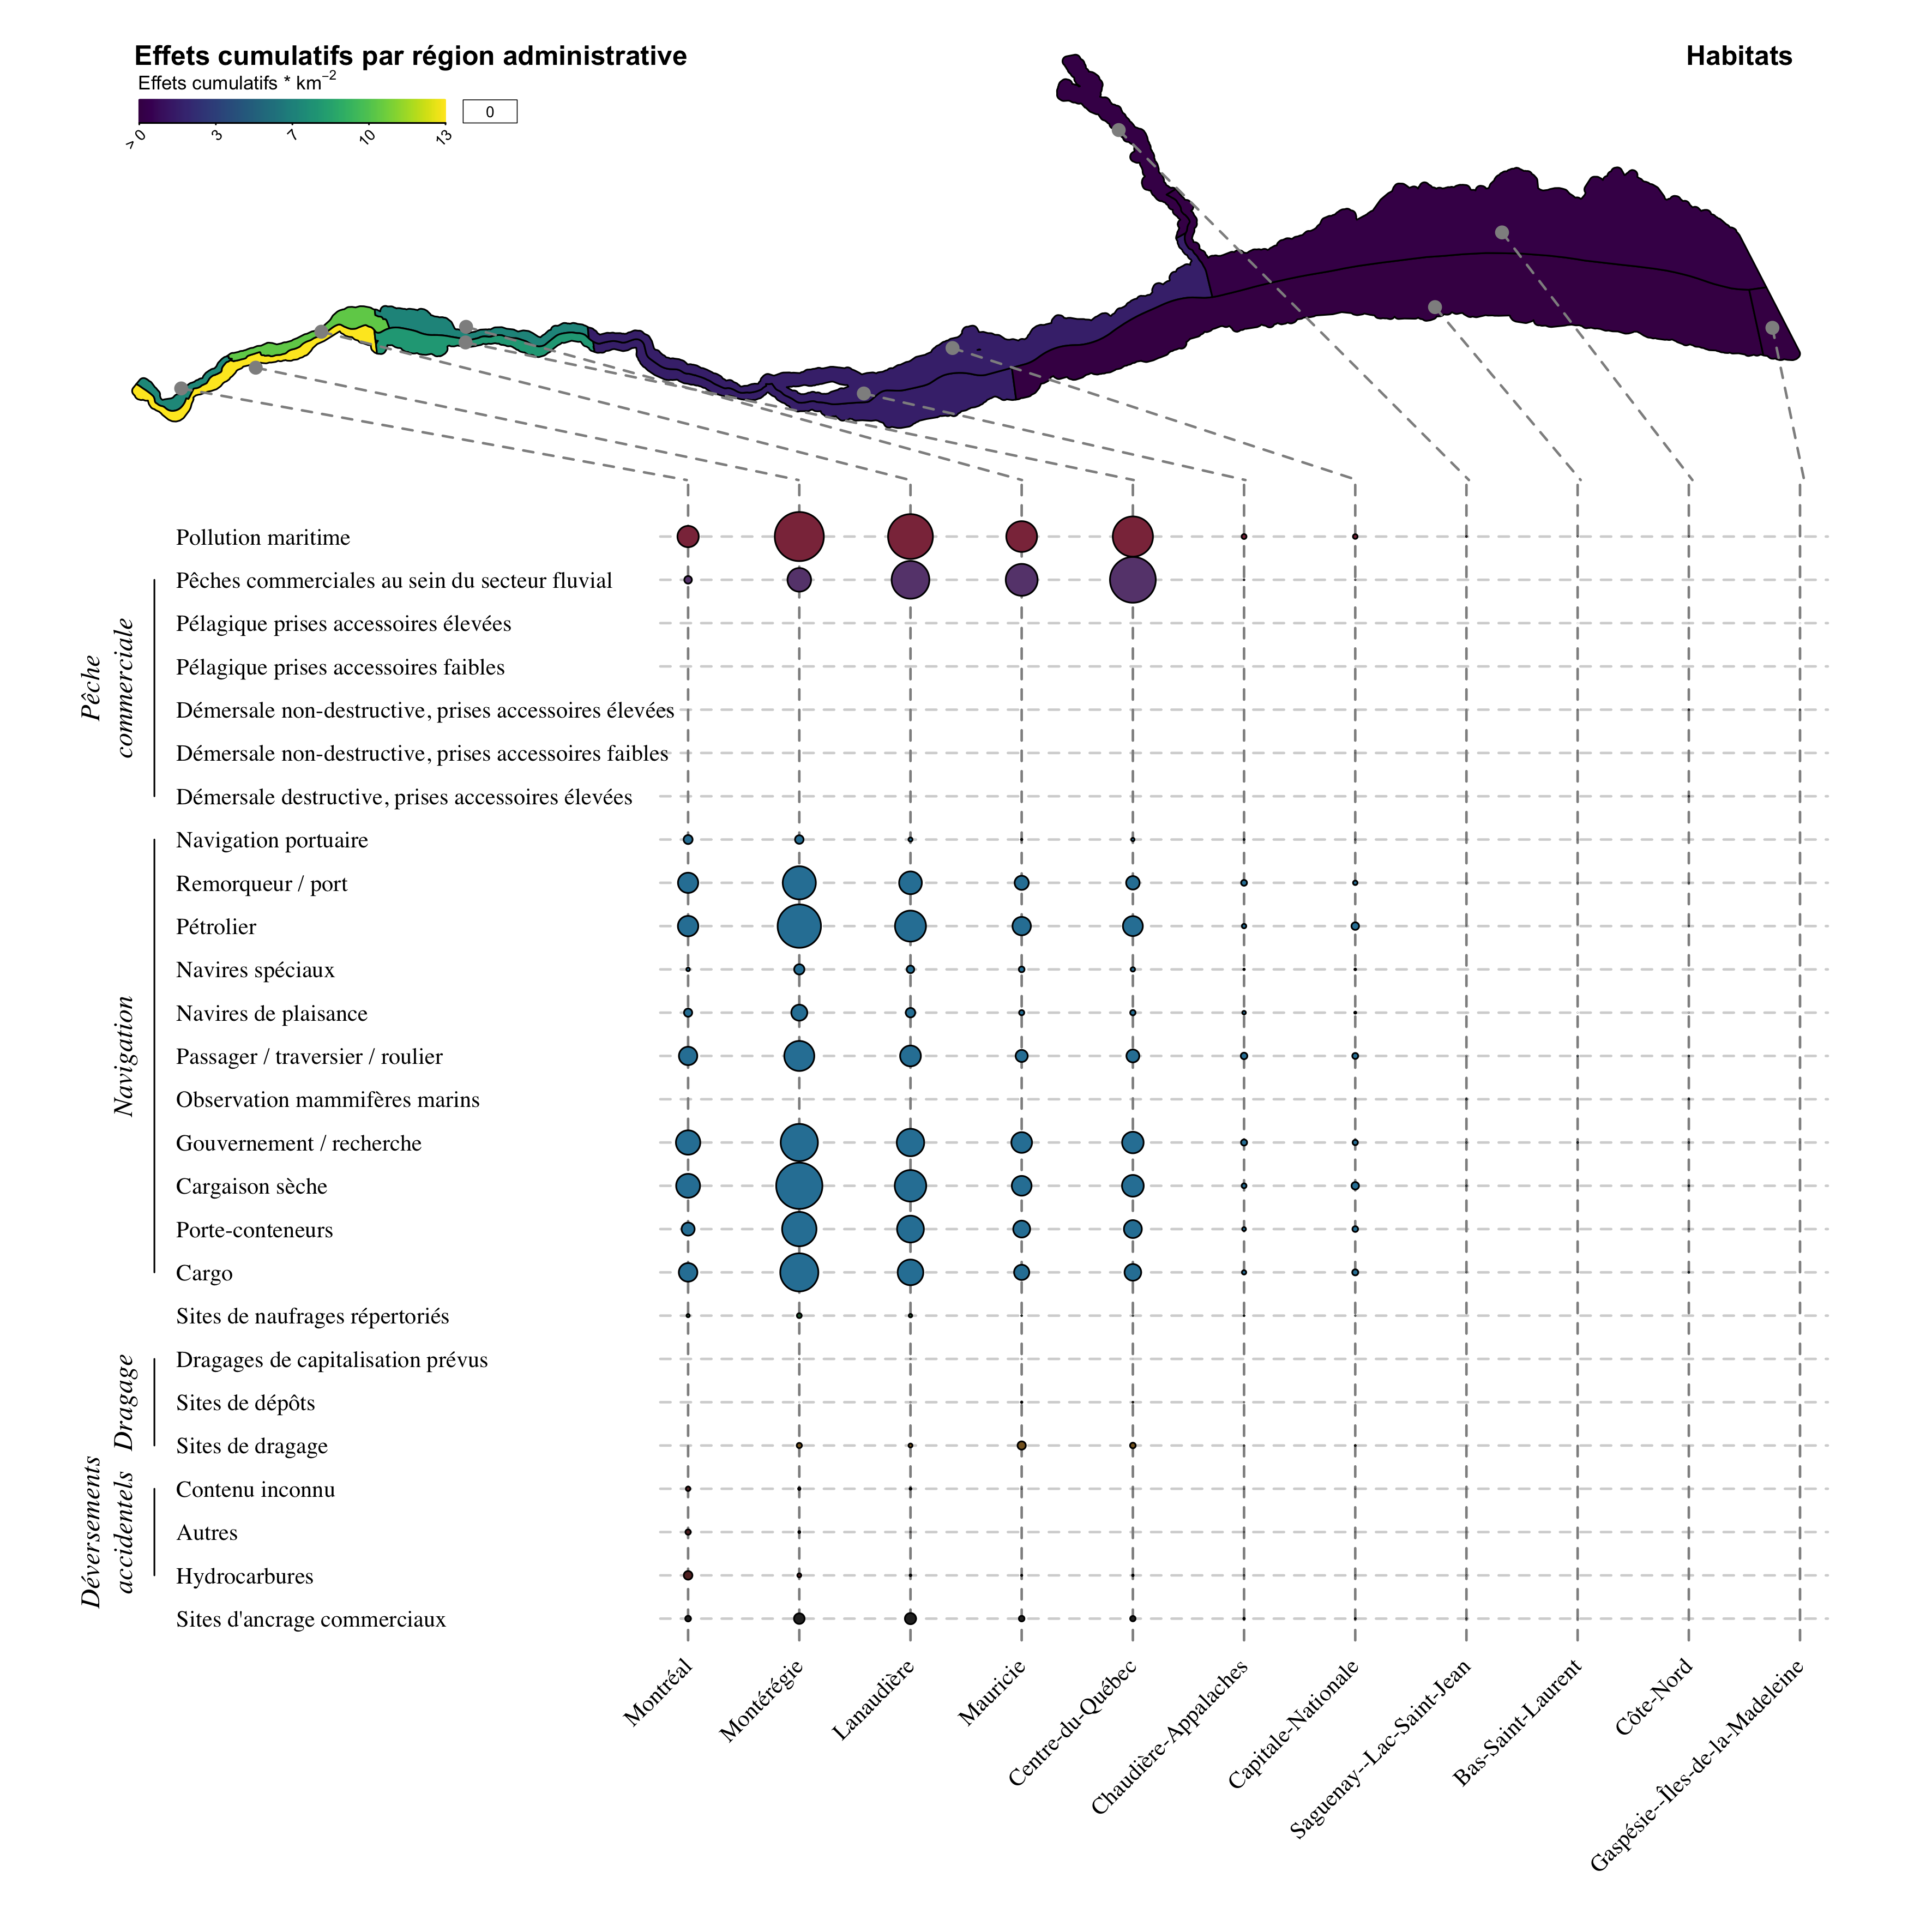 Effets cumulatifs par région administrative
Habitats
Effets cumulatifs * km−2
0
> 0
3
7
10
13
Pollution maritime
Pêches commerciales au sein du secteur fluvial
Pélagique prises accessoires élevées
Pélagique prises accessoires faibles
Démersale non-destructive, prises accessoires élevées
Démersale non-destructive, prises accessoires faibles
Démersale destructive, prises accessoires élevées
Pêche
commerciale
Navigation portuaire
Remorqueur / port
Pétrolier
Navires spéciaux
Navires de plaisance
Passager / traversier / roulier
Observation mammifères marins
Gouvernement / recherche
Cargaison sèche
Porte-conteneurs
Cargo
Navigation
Sites de naufrages répertoriés
Dragages de capitalisation prévus
Sites de dépôts
Sites de dragage
Dragage
Contenu inconnu
Autres
Hydrocarbures
Déversements
accidentels
Sites d'ancrage commerciaux
Montréal
Montérégie
Lanaudière
Mauricie
Centre-du-Québec
Chaudière-Appalaches
Capitale-Nationale
Saguenay--Lac-Saint-Jean
Bas-Saint-Laurent
Côte-Nord
Gaspésie--Îles-de-la-Madeleine